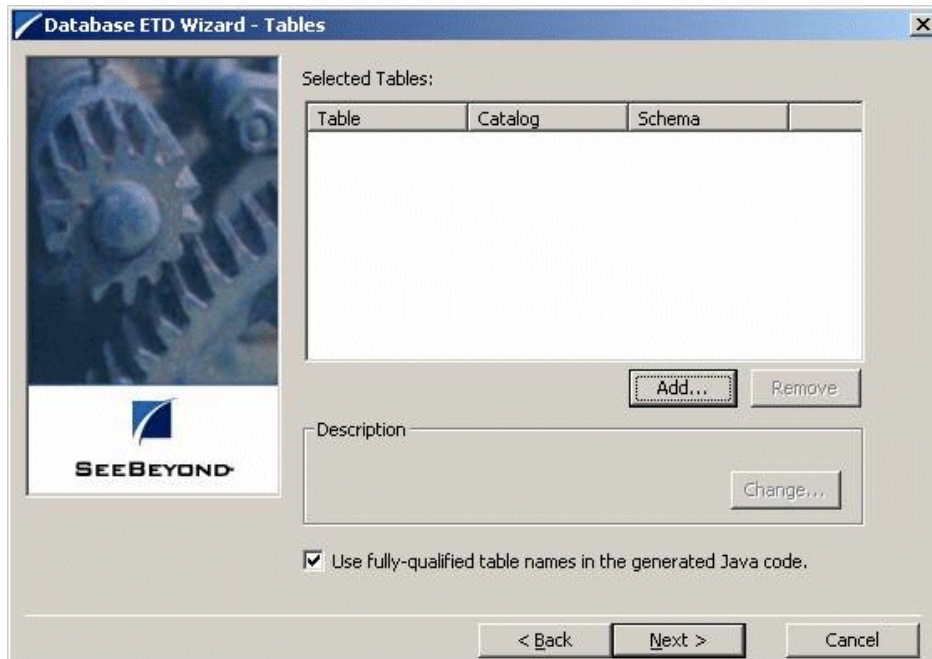 Database ETD Wizard - Tables
Selected Tables:
Table Catalog Schema
Add... Remove
SEEBEYOND
Description
Change...
Use fully-qualified table names in the generated Java code.
< Back Next > Cancel